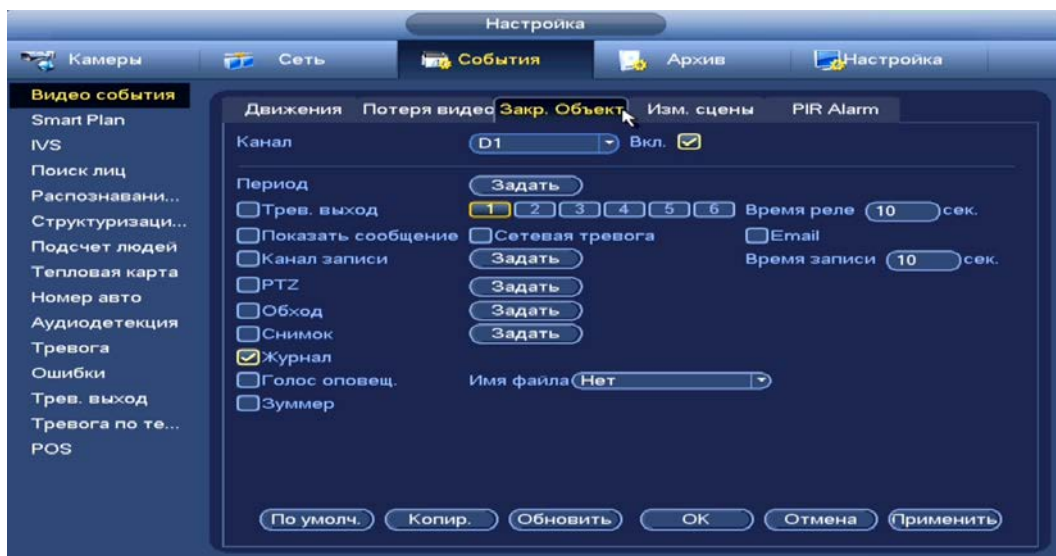 Настройка
Камеры Сеть События Архив Настройка
Видео события
Smart Plan
IVS
Поиск лиц
Распознавани...
Структуризаци...
Подсчет людей
Тепловая карта
Номер авто
Аудиодетекция
Тревога
Ошибки
Трев. выход
Тревога по те...
POS
Движения Потеря видео Закр. Объект Изм. сцены PIR Alarm
Канал D1 Вкл.
Период Задать
Трев. выход 1 2 3 4 5 6 Время реле 10 сек.
Показать сообщение Сетевая тревога Email
Канал записи Задать Время записи 10 сек.
PTZ Задать
Обход Задать
Снимок Задать
Журнал
Голос оповещ. Имя файла Нет
Зуммер
По умолч. Копир. Обновить OK Отмена Применить